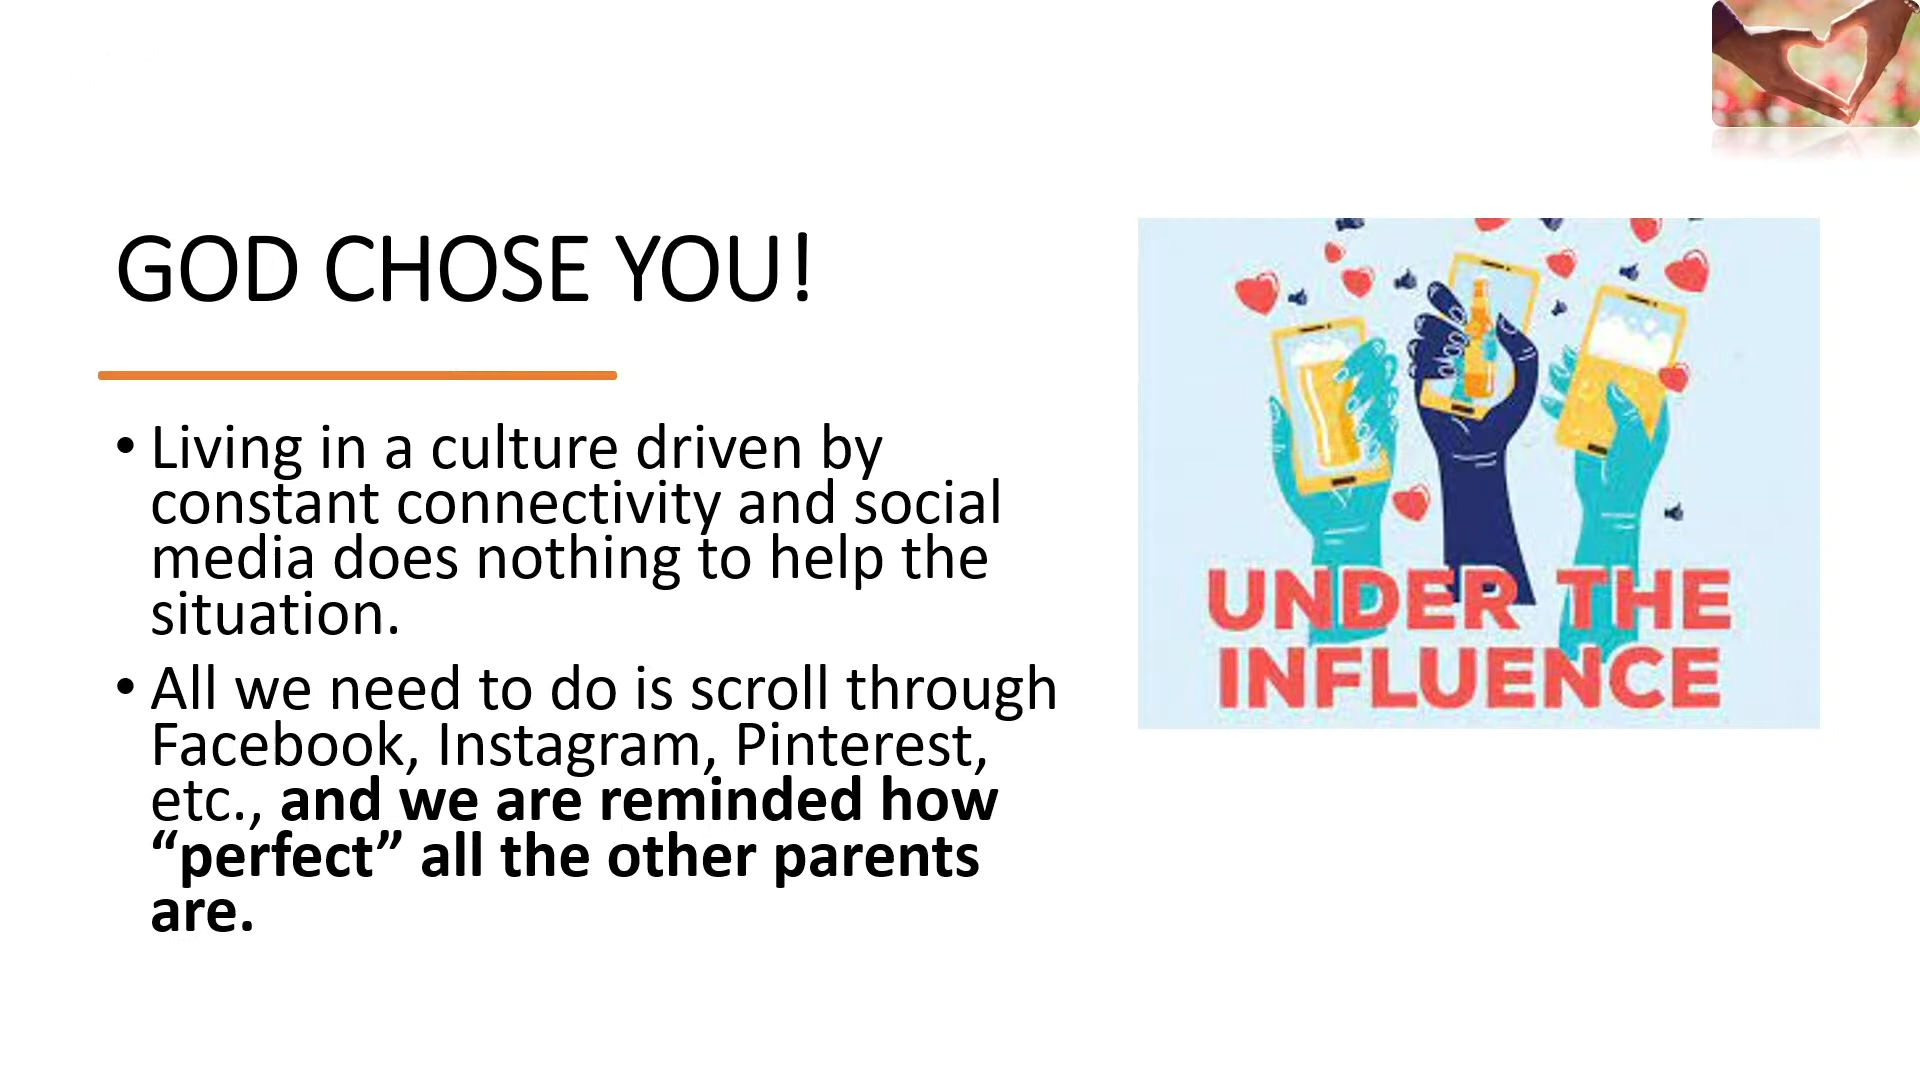 GOD CHOSE YOU!
• Living in a culture driven by
constant connectivity and social
media does nothing to help the
situation.
• All we need to do is scroll through
Facebook, Instagram, Pinterest,
etc., and we are reminded how
“perfect” all the other parents
are.
UNDER THE
INFLUENCE